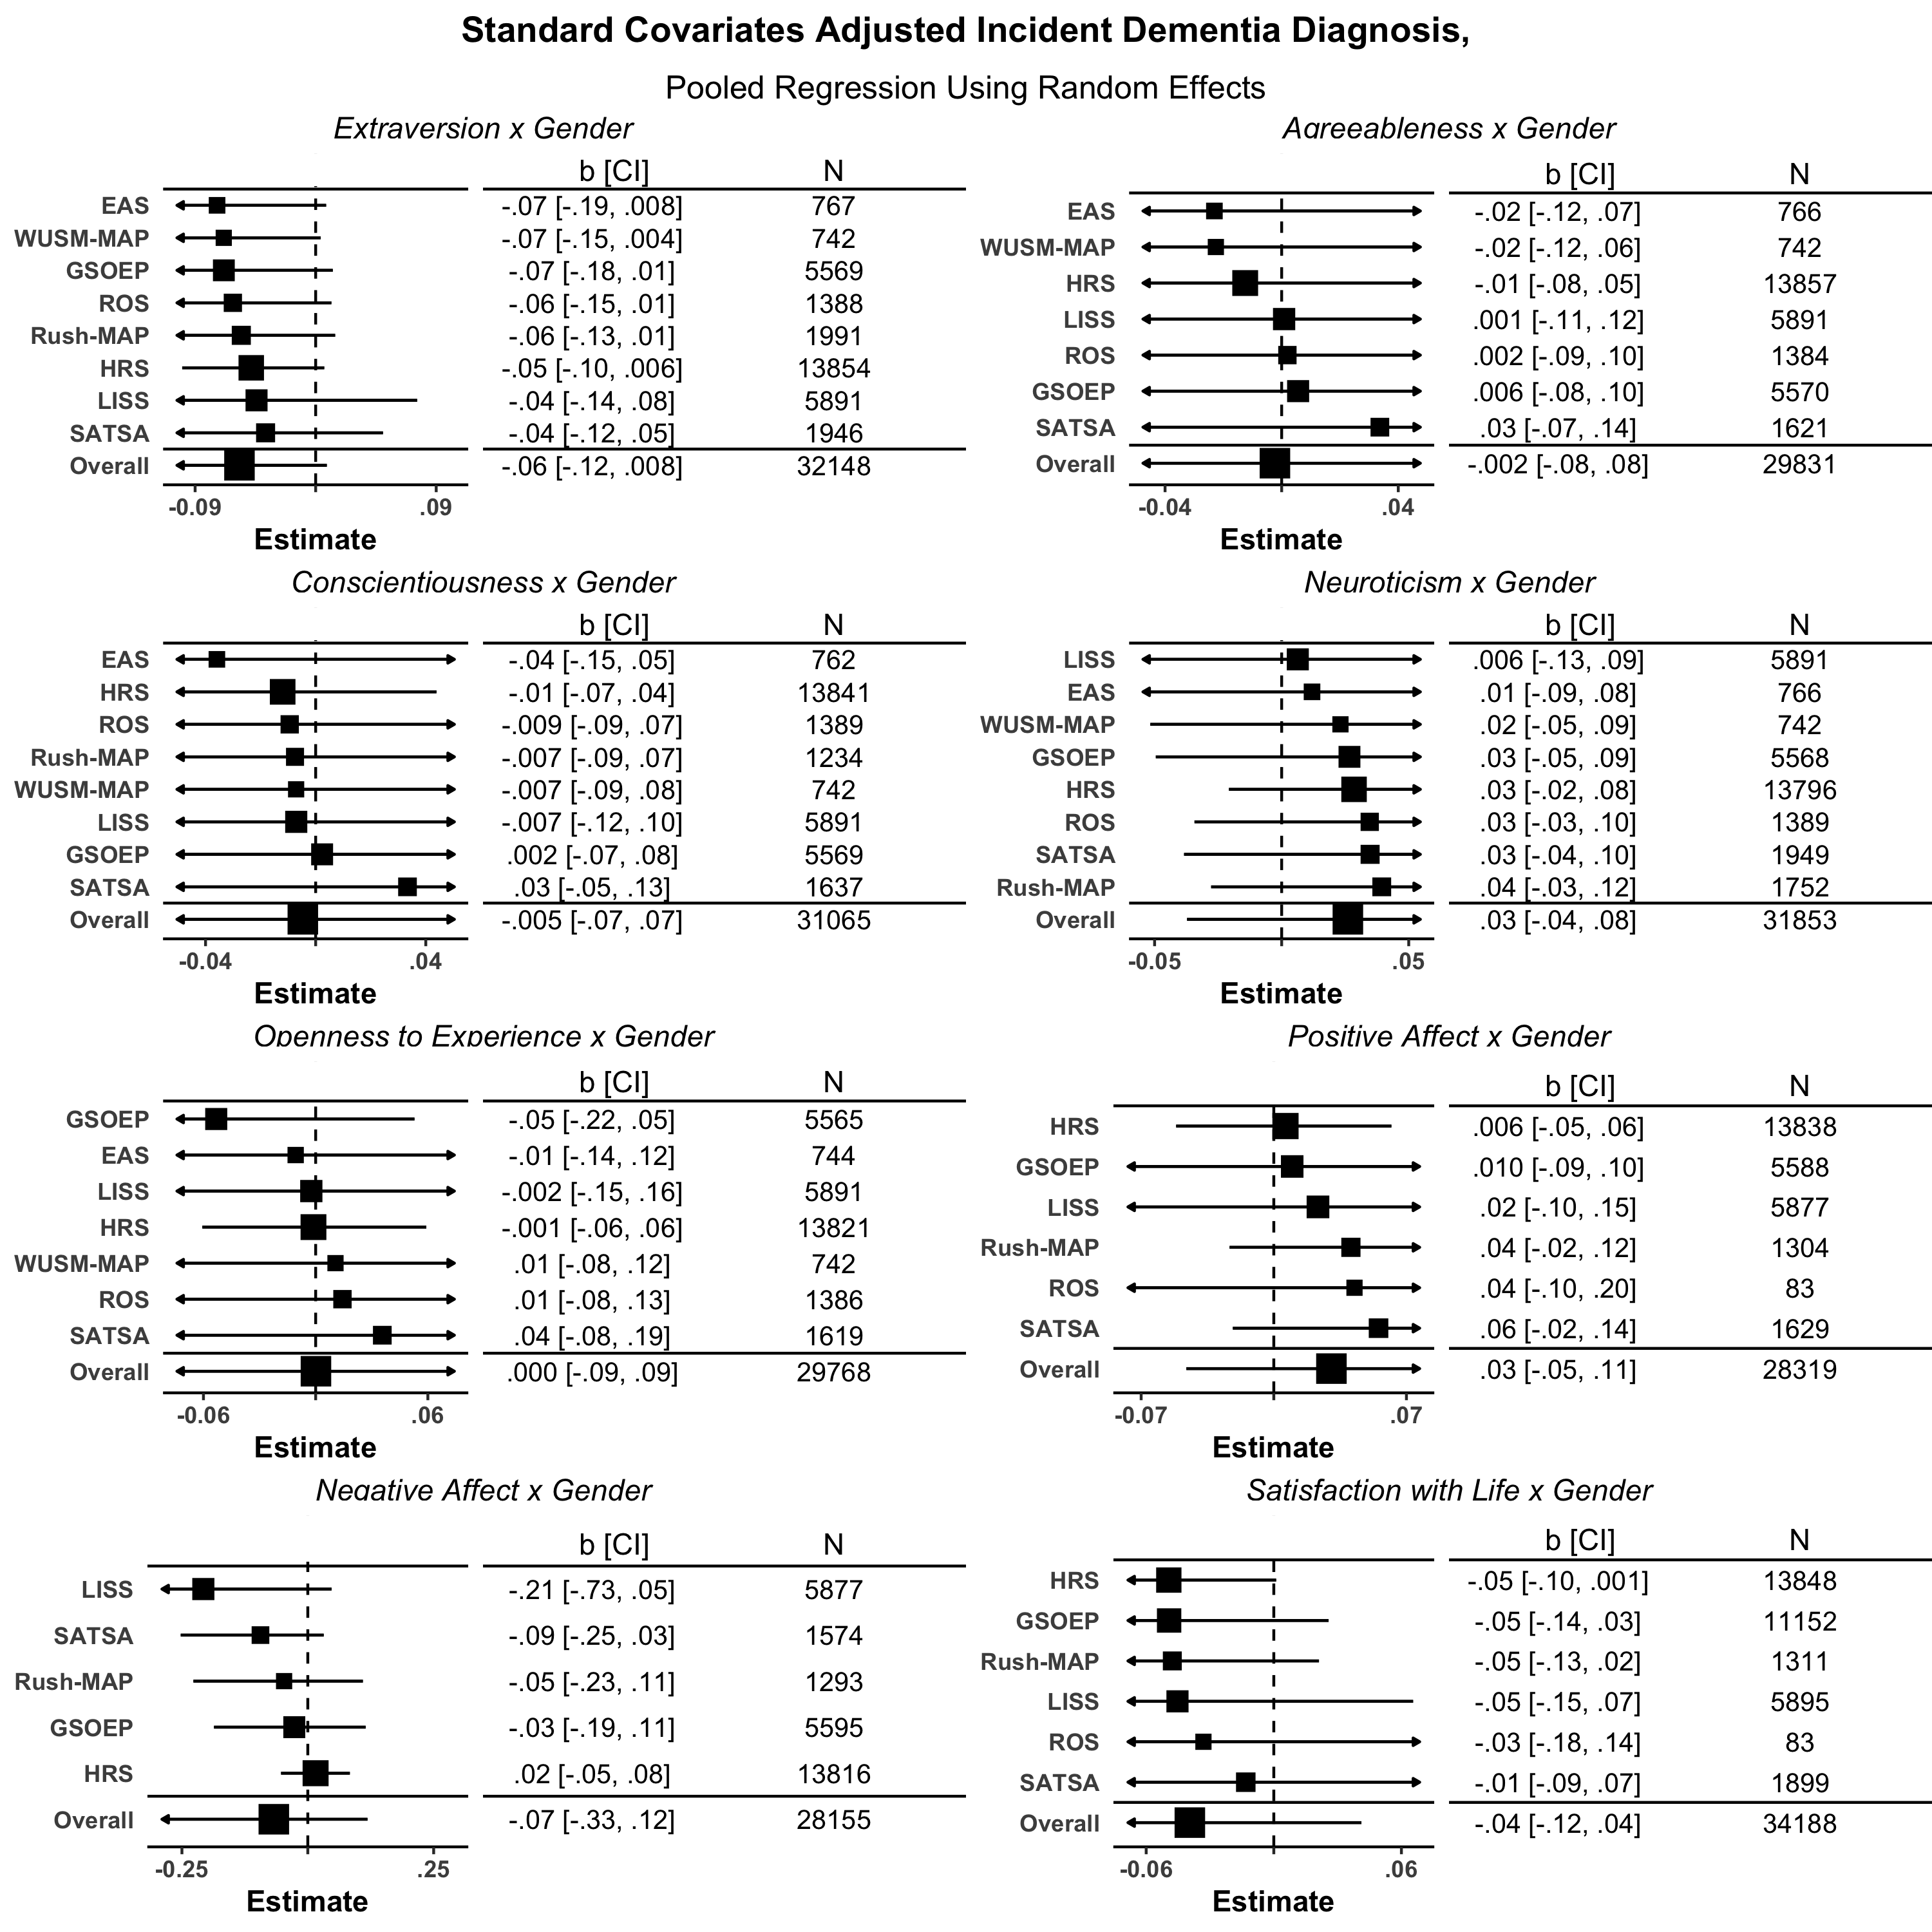 Standard Covariates Adjusted Incident Dementia Diagnosis,
Pooled Regression Using Random Effects
Extraversion x Gender
b [CI] N
EAS -.07 [-.19, .008] 767
WUSM-MAP -.07 [-.15, .004] 742
GSOEP -.07 [-.18, .01] 5569
ROS -.06 [-.15, .01] 1388
Rush-MAP -.06 [-.13, .01] 1991
HRS -.05 [-.10, .006] 13854
LISS -.04 [-.14, .08] 5891
SATSA -.04 [-.12, .05] 1946
Overall -.06 [-.12, .008] 32148
-0.09 .09
Estimate
Agreeableness x Gender
b [CI] N
EAS -.02 [-.12, .07] 766
WUSM-MAP -.02 [-.12, .06] 742
HRS -.01 [-.08, .05] 13857
LISS .001 [-.11, .12] 5891
ROS .002 [-.09, .10] 1384
GSOEP .006 [-.08, .10] 5570
SATSA .03 [-.07, .14] 1621
Overall -.002 [-.08, .08] 29831
-0.04 .04
Estimate
Conscientiousness x Gender
b [CI] N
EAS -.04 [-.15, .05] 762
HRS -.01 [-.07, .04] 13841
ROS -.009 [-.09, .07] 1389
Rush-MAP -.007 [-.09, .07] 1234
WUSM-MAP -.007 [-.09, .08] 742
LISS -.007 [-.12, .10] 5891
GSOEP .002 [-.07, .08] 5569
SATSA .03 [-.05, .13] 1637
Overall -.005 [-.07, .07] 31065
-0.04 .04
Estimate
Neuroticism x Gender
b [CI] N
LISS .006 [-.13, .09] 5891
EAS .01 [-.09, .08] 766
WUSM-MAP .02 [-.05, .09] 742
GSOEP .03 [-.05, .09] 5568
HRS .03 [-.02, .08] 13796
ROS .03 [-.03, .10] 1389
SATSA .03 [-.04, .10] 1949
Rush-MAP .04 [-.03, .12] 1752
Overall .03 [-.04, .08] 31853
-0.05 .05
Estimate
Openness to Experience x Gender
b [CI] N
GSOEP -.05 [-.22, .05] 5565
EAS -.01 [-.14, .12] 744
LISS -.002 [-.15, .16] 5891
HRS -.001 [-.06, .06] 13821
WUSM-MAP .01 [-.08, .12] 742
ROS .01 [-.08, .13] 1386
SATSA .04 [-.08, .19] 1619
Overall .000 [-.09, .09] 29768
-0.06 .06
Estimate
Positive Affect x Gender
b [CI] N
HRS .006 [-.05, .06] 13838
GSOEP .010 [-.09, .10] 5588
LISS .02 [-.10, .15] 5877
Rush-MAP .04 [-.02, .12] 1304
ROS .04 [-.10, .20] 83
SATSA .06 [-.02, .14] 1629
Overall .03 [-.05, .11] 28319
-0.07 .07
Estimate
Negative Affect x Gender
b [CI] N
LISS -.21 [-.73, .05] 5877
SATSA -.09 [-.25, .03] 1574
Rush-MAP -.05 [-.23, .11] 1293
GSOEP -.03 [-.19, .11] 5595
HRS .02 [-.05, .08] 13816
Overall -.07 [-.33, .12] 28155
-0.25 .25
Estimate
Satisfaction with Life x Gender
b [CI] N
HRS -.05 [-.10, .001] 13848
GSOEP -.05 [-.14, .03] 11152
Rush-MAP -.05 [-.13, .02] 1311
LISS -.05 [-.15, .07] 5895
ROS -.03 [-.18, .14] 83
SATSA -.01 [-.09, .07] 1899
Overall -.04 [-.12, .04] 34188
-0.06 .06
Estimate